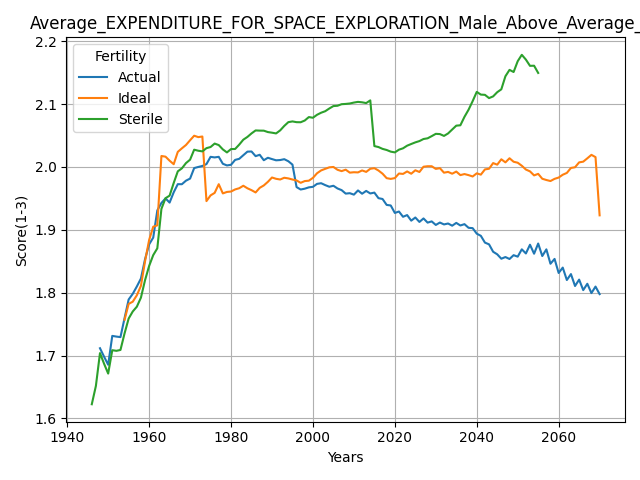 Average_EXPENDITURE_FOR_SPACE_EXPLORATION_Male_Above_Average_
2.2
2.1
2.0
1.9
1.8
1.7
1.6
Score(1-3)
Fertility
Actual
Ideal
Sterile
1940 1960 1980 2000 2020 2040 2060
Years